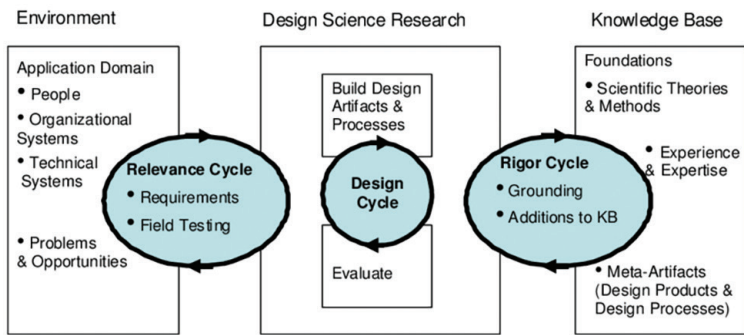 Environment
Design Science Research
Knowledge Base
Application Domain
• People
• Organizational
Systems
• Technical
Systems
• Problems
& Opportunities
Relevance Cycle
• Requirements
• Field Testing
Build Design
Artifacts &
Processes
Design
Cycle
Evaluate
Rigor Cycle
• Grounding
• Additions to KB
Foundations
• Scientific Theories
& Methods
• Experience
& Expertise
• Meta-Artifacts
(Design Products &
Design Processes)